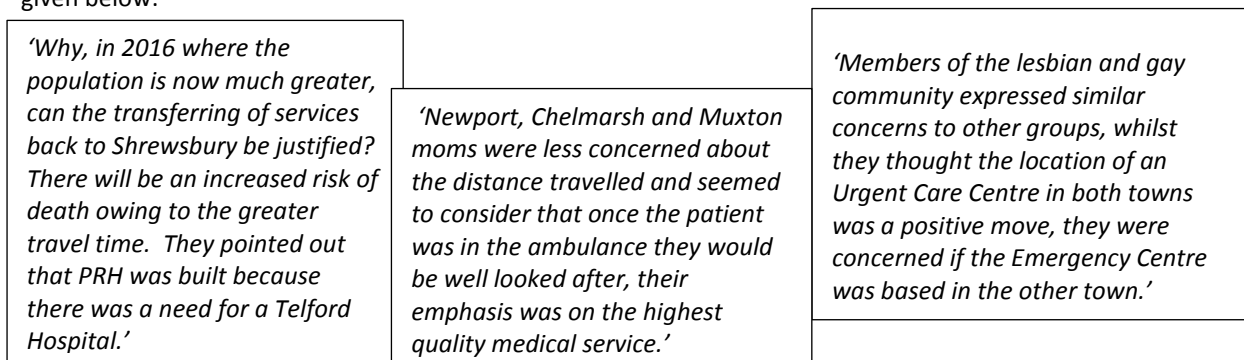 given below:
‘Why, in 2016 where the
population is now much greater,
can the transferring of services
back to Shrewsbury be justified?
There will be an increased risk of
death owing to the greater
travel time.  They pointed out
that PRH was built because
there was a need for a Telford
Hospital.’
‘Newport, Chelmarsh and Muxton
moms were less concerned about
the distance travelled and seemed
to consider that once the patient
was in the ambulance they would
be well looked after, their
emphasis was on the highest
quality medical service.’
‘Members of the lesbian and gay
community expressed similar
concerns to other groups, whilst
they thought the location of an
Urgent Care Centre in both towns
was a positive move, they were
concerned if the Emergency Centre
was based in the other town.’